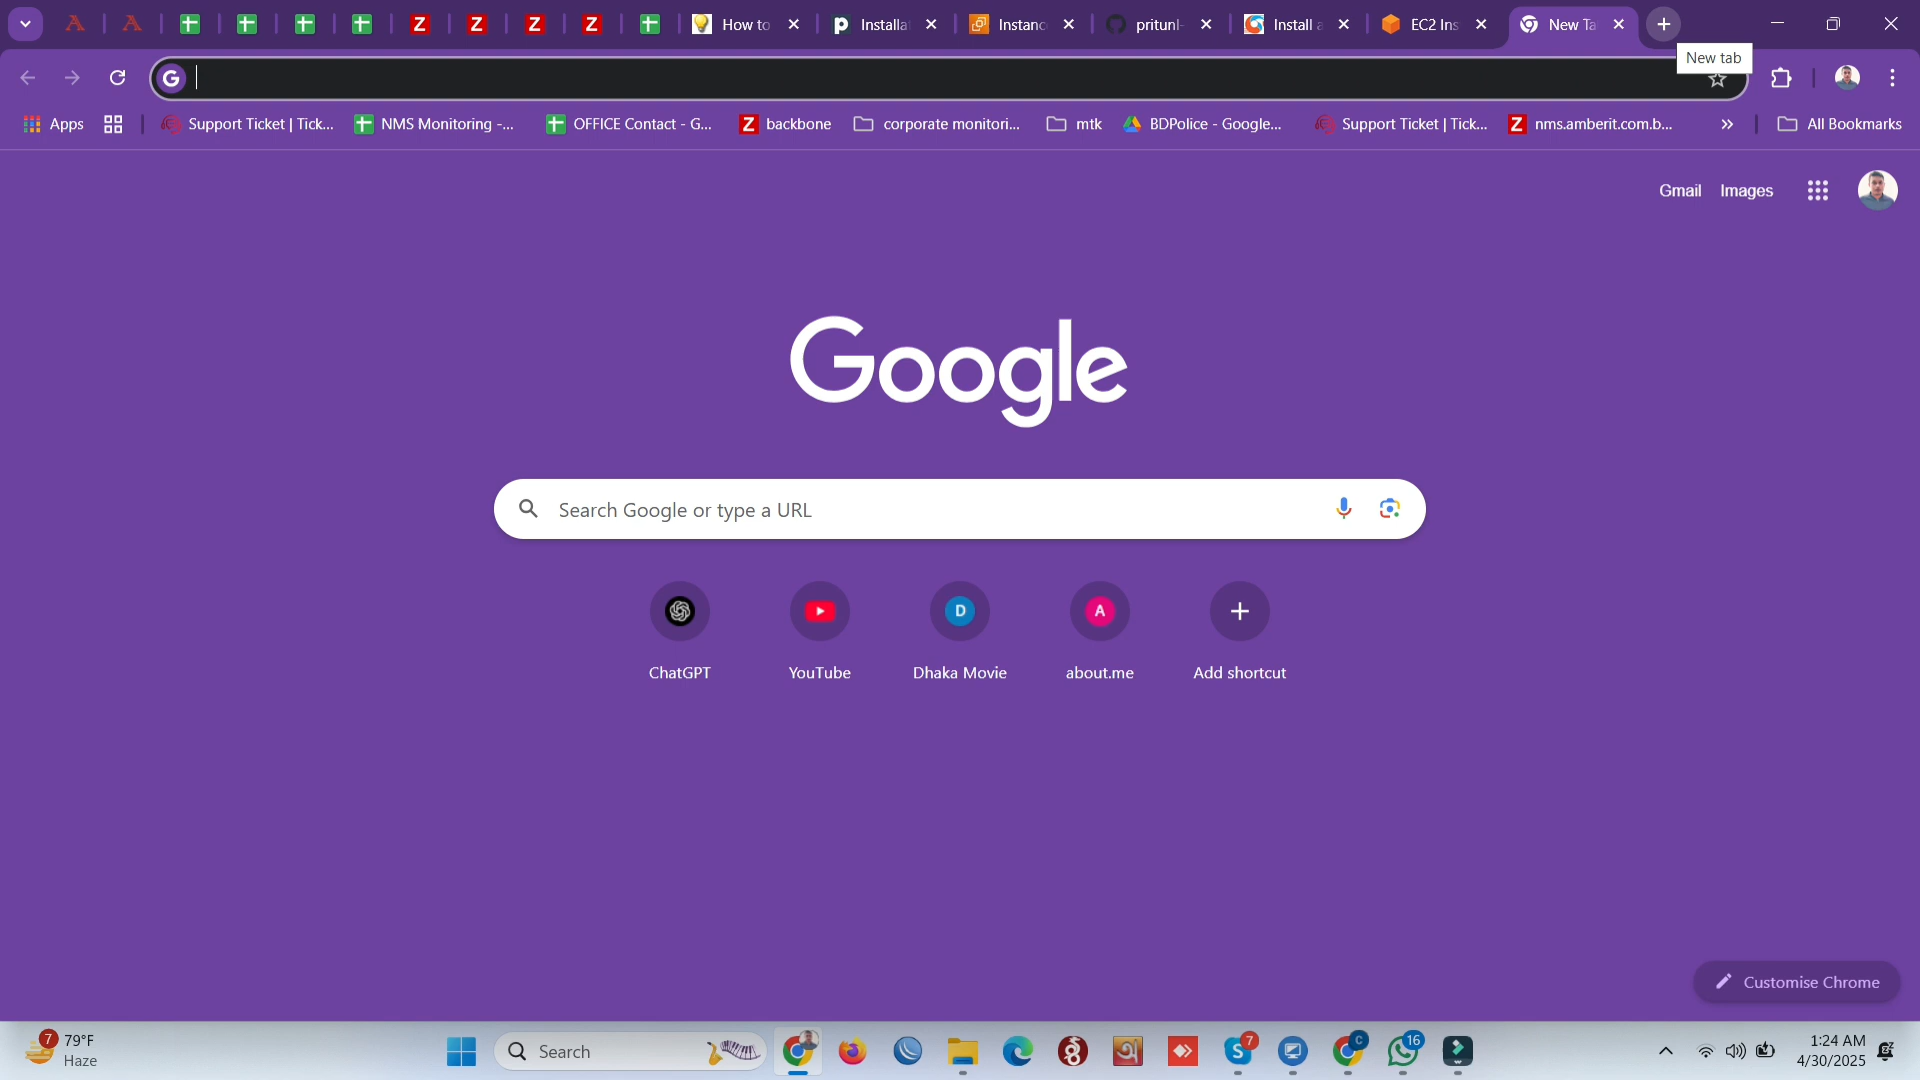 How to
Installa
Instanc
pritunl-
Install a
EC2 Ins
New Ta
New tab
Apps
Support Ticket | Tick...
NMS Monitoring -...
OFFICE Contact - G...
backbone
corporate monitori...
mtk
BDPolice - Google...
Support Ticket | Tick...
nms.amberit.com.b...
All Bookmarks
Gmail
Images
Google
Search Google or type a URL
D
A
ChatGPT
YouTube
Dhaka Movie
about.me
Add shortcut
Customise Chrome
7
79°F
Haze
Search
7
C
16
1:24 AM
4/30/2025